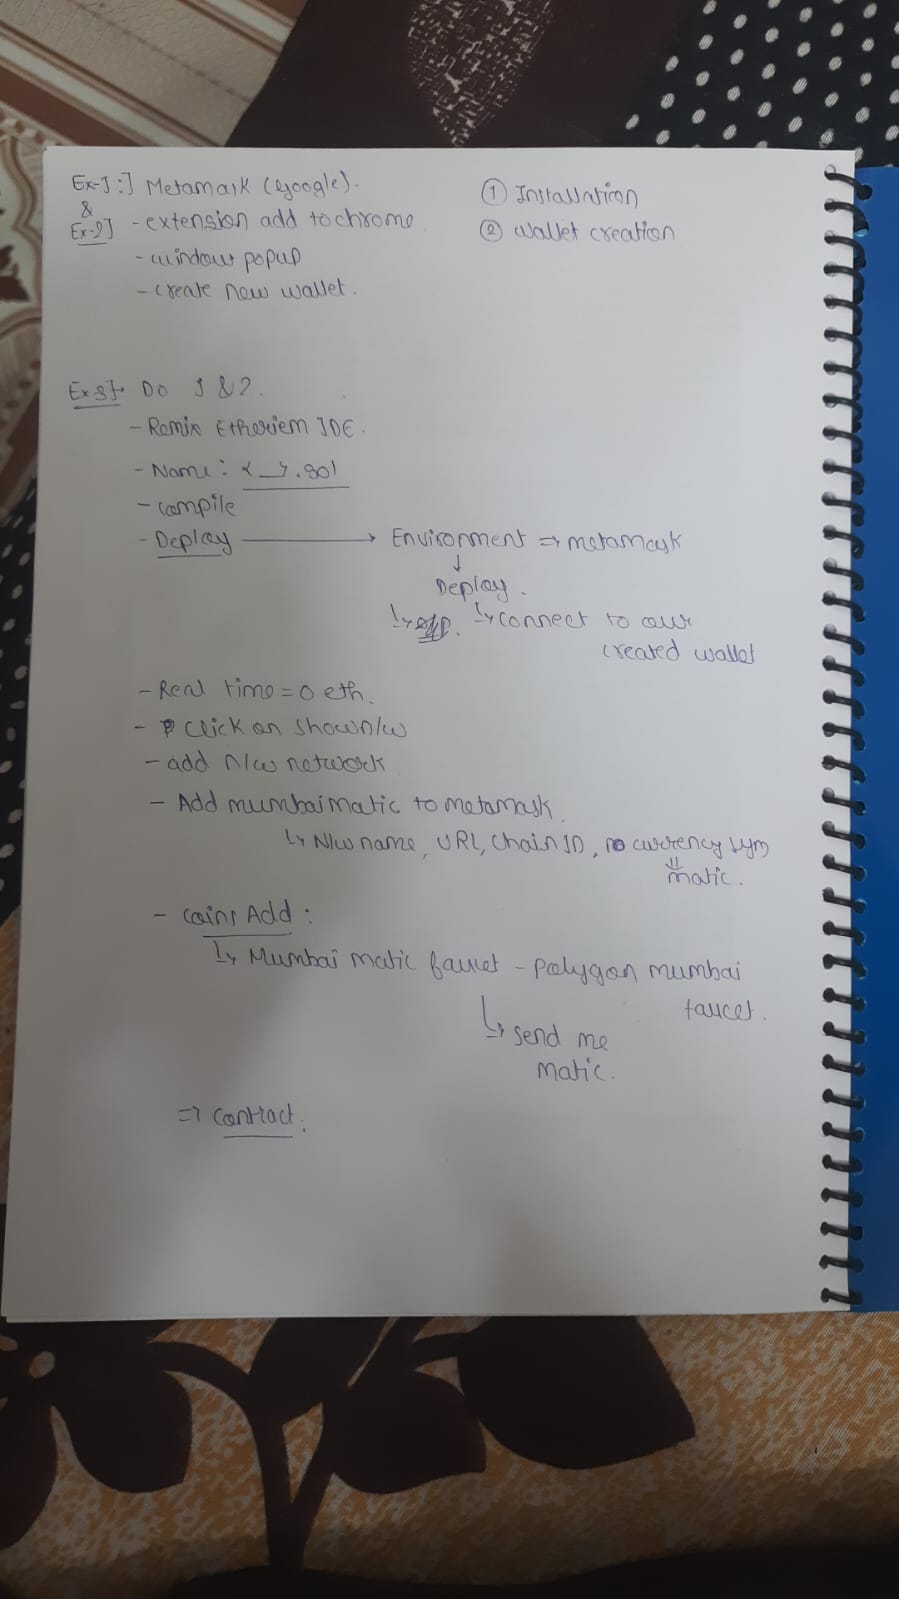 Ex-1:] Metamask (google).
&
Ex-2] - extension add to chrome
- window popup
- create new wallet.
① Installation
② wallet creation
Ex 3]. Do 1 & 2.
- Remix Etheriem IDE.
- Name: < _ >.sol
- compile
- Deploy → Environment ⇒ metamask
↓
Deploy.
↳ connect to our
created wallet
- Real time = 0 eth.
- click on show n/w
- add n/w network
- Add mumbai matic to metamask.
↳ N/w name, URL, Chain ID, currency sym
=
matic.
- Coins Add:
↳ Mumbai matic faucet - polygon mumbai
faucet.
↳ send me
matic.
⇒ contract.